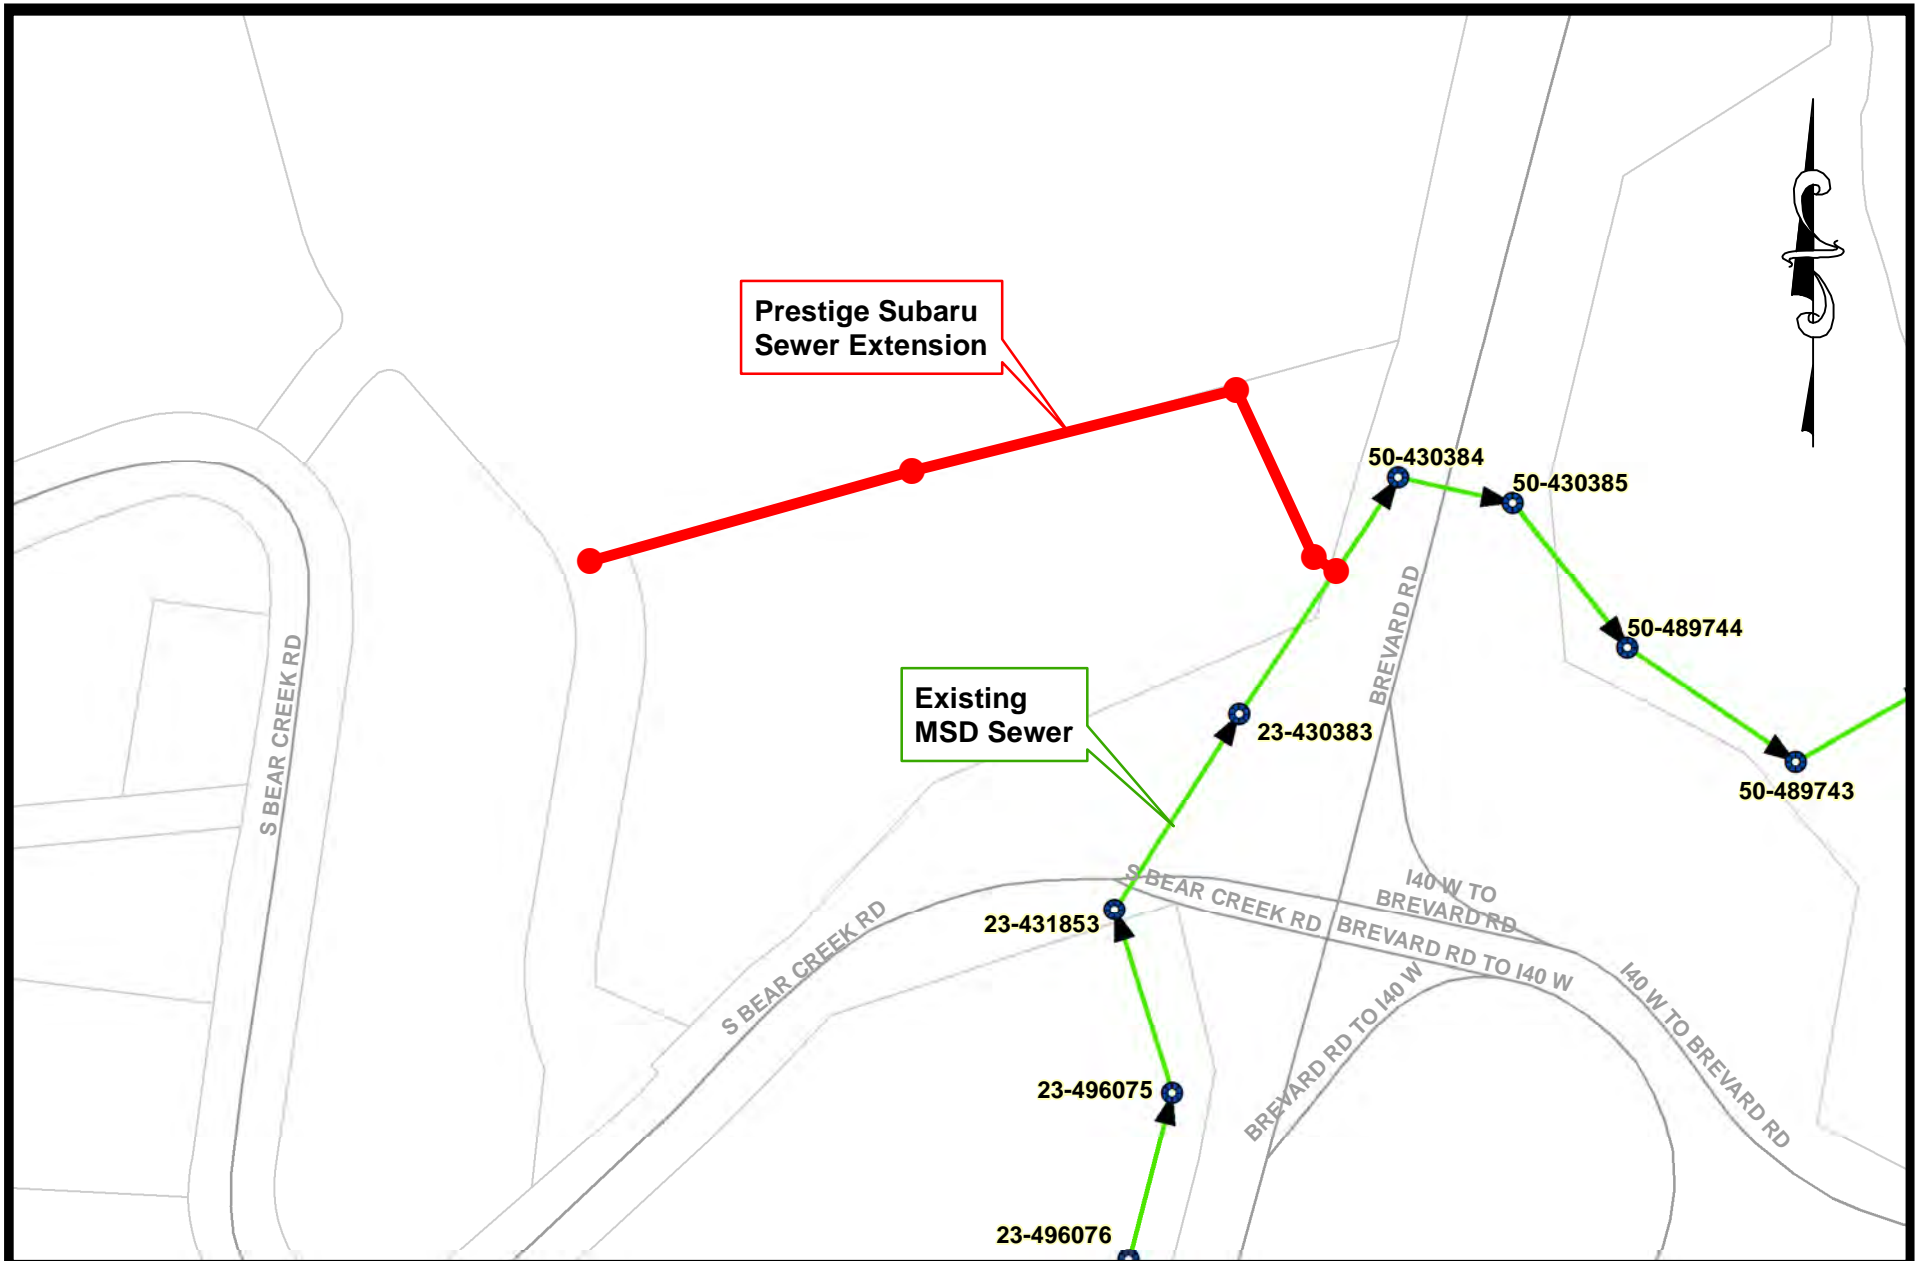 Prestige Subaru
Sewer Extension
50-430384
50-430385
BREVARD RD
50-489744
S BEAR CREEK RD
Existing
MSD Sewer
23-430383
50-489743
S BEAR CREEK RD
I40 W TO
BREVARD RD
23-431853
S BEAR CREEK RD
BREVARD RD TO I40 W
BREVARD RD TO I40 W
I40 W TO BREVARD RD
23-496075
23-496076